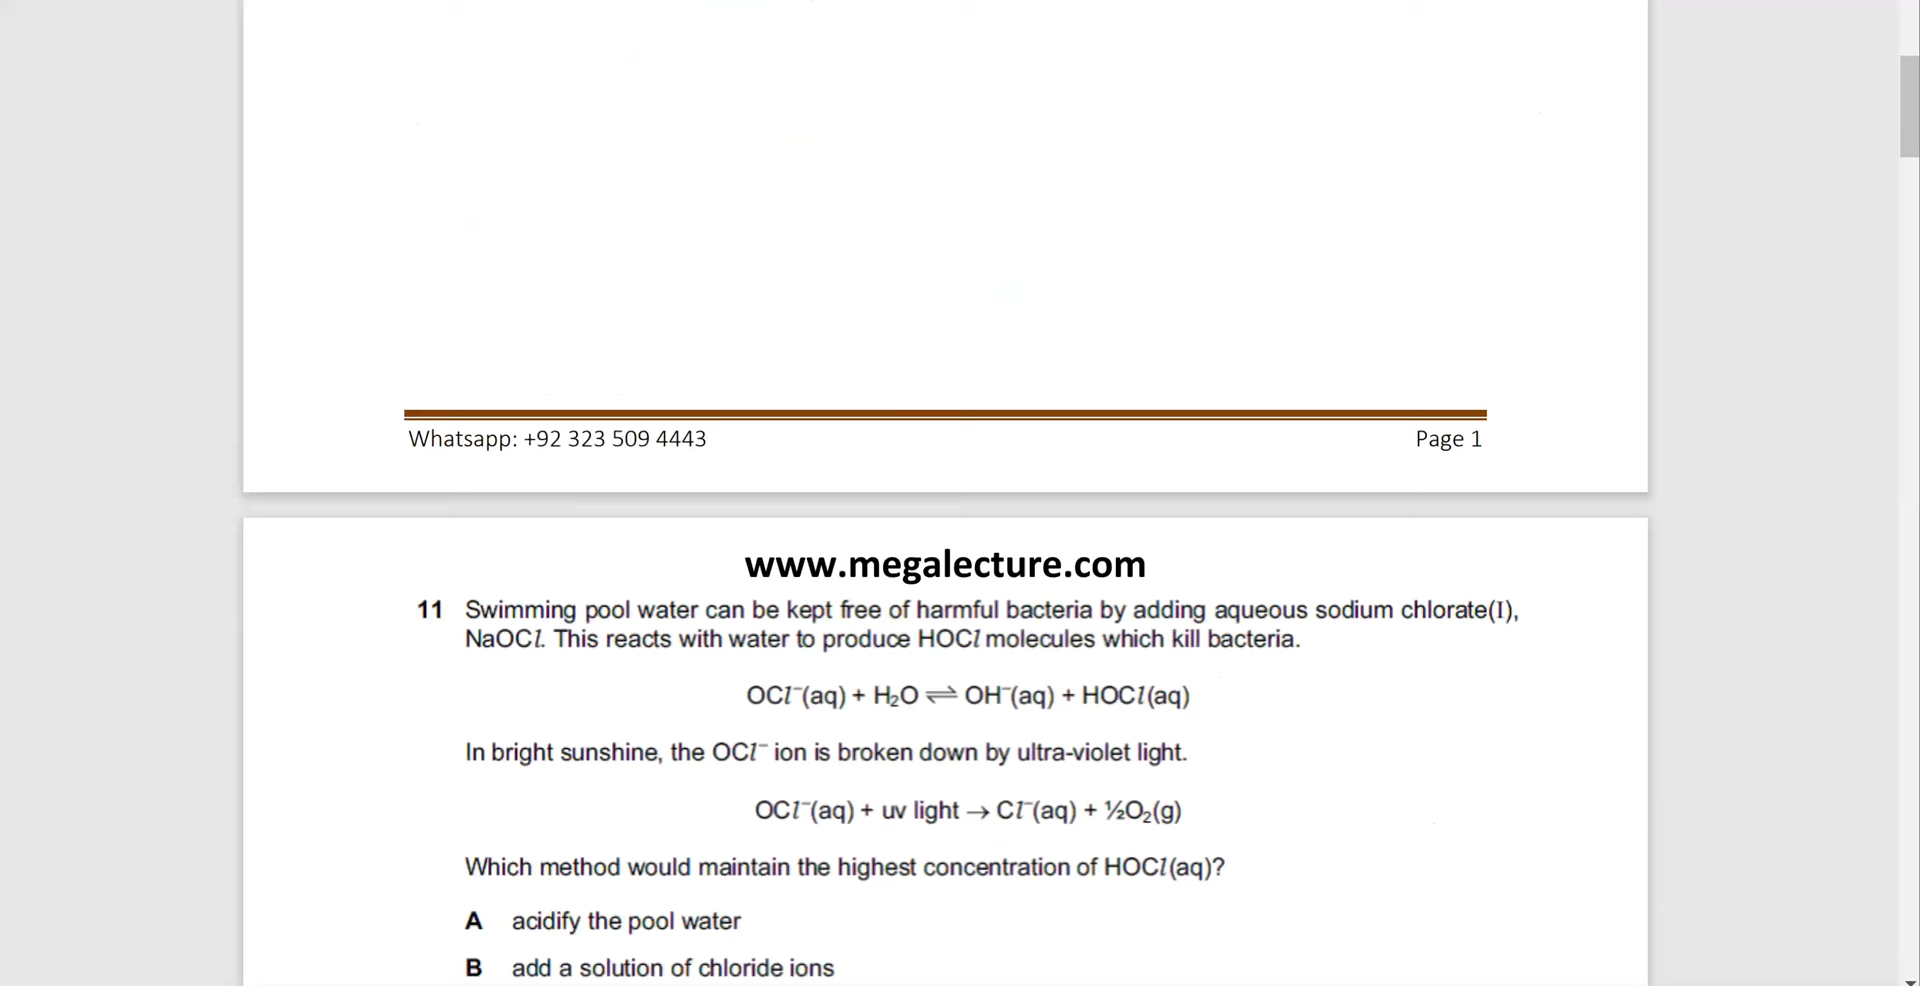 Whatsapp: +92 323 509 4443
Page 1
www.megalecture.com
11 Swimming pool water can be kept free of harmful bacteria by adding aqueous sodium chlorate(I),
NaOCl. This reacts with water to produce HOCl molecules which kill bacteria.
OCl⁻(aq) + H₂O ⇌ OH⁻(aq) + HOCl(aq)
In bright sunshine, the OCl⁻ ion is broken down by ultra-violet light.
OCl⁻(aq) + uv light → Cl⁻(aq) + ½O₂(g)
Which method would maintain the highest concentration of HOCl(aq)?
A acidify the pool water
B add a solution of chloride ions